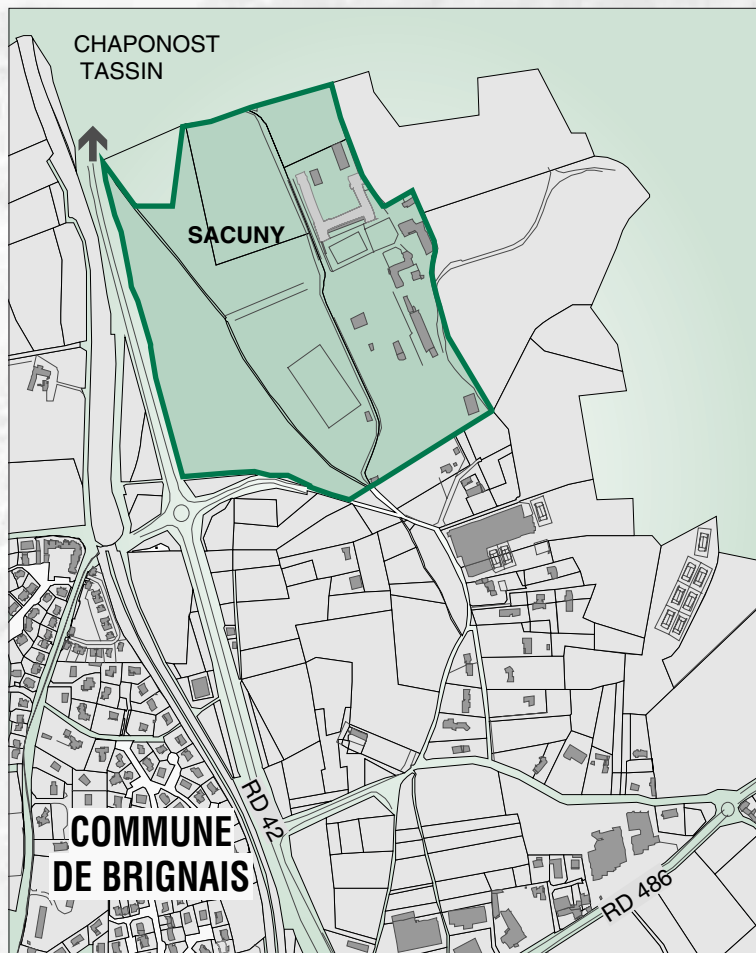 CHAPONOST
TASSIN
SACUNY
RD 42
COMMUNE
DE BRIGNAIS
RD 486